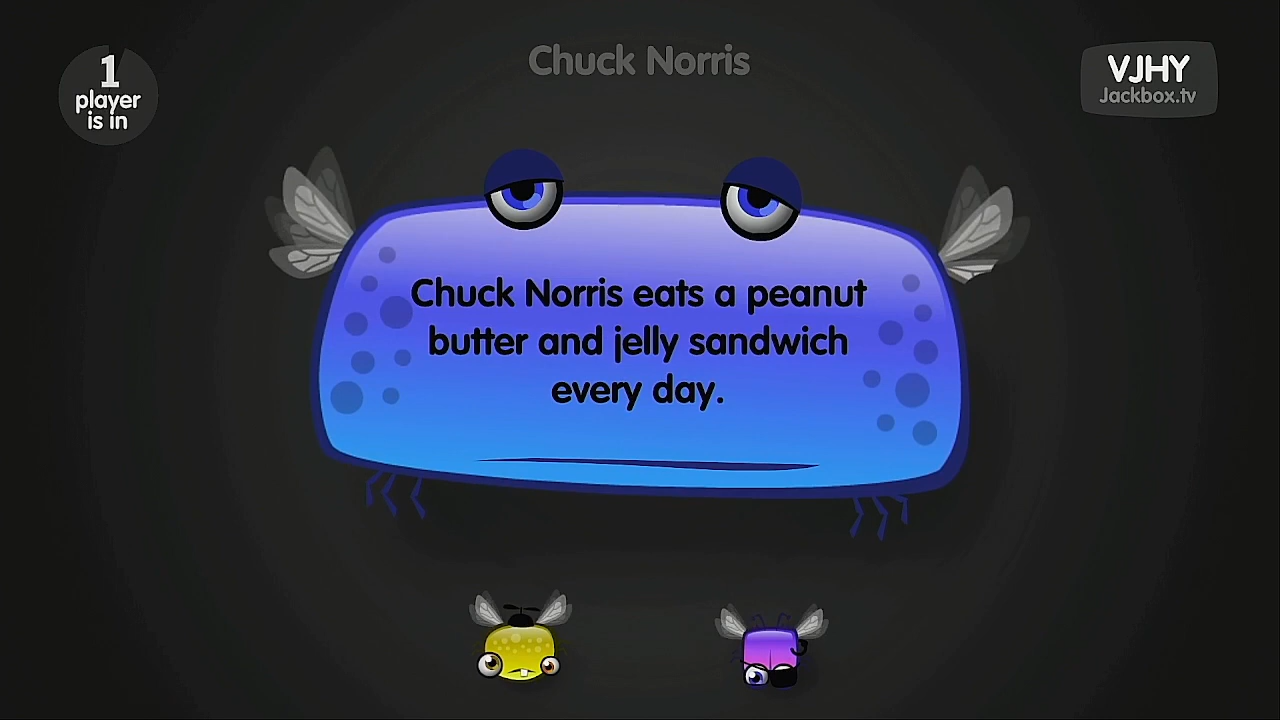 1
player
is in
Chuck Norris
VJHY
Jackbox.tv
Chuck Norris eats a peanut
butter and jelly sandwich
every day.